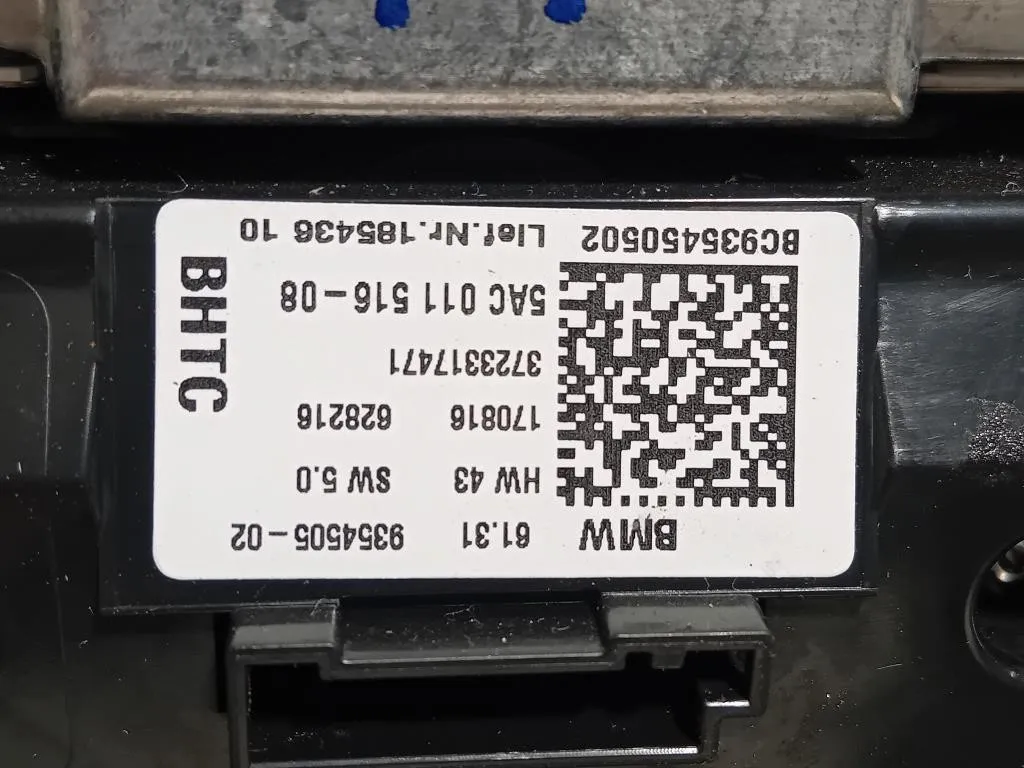 BMW 61.31 9354505-02
HW 43 SW 5.0
170816 628216
3723317471
5AC 011 516-08
BC935450502 Lief.Nr.185436 10
BHTC